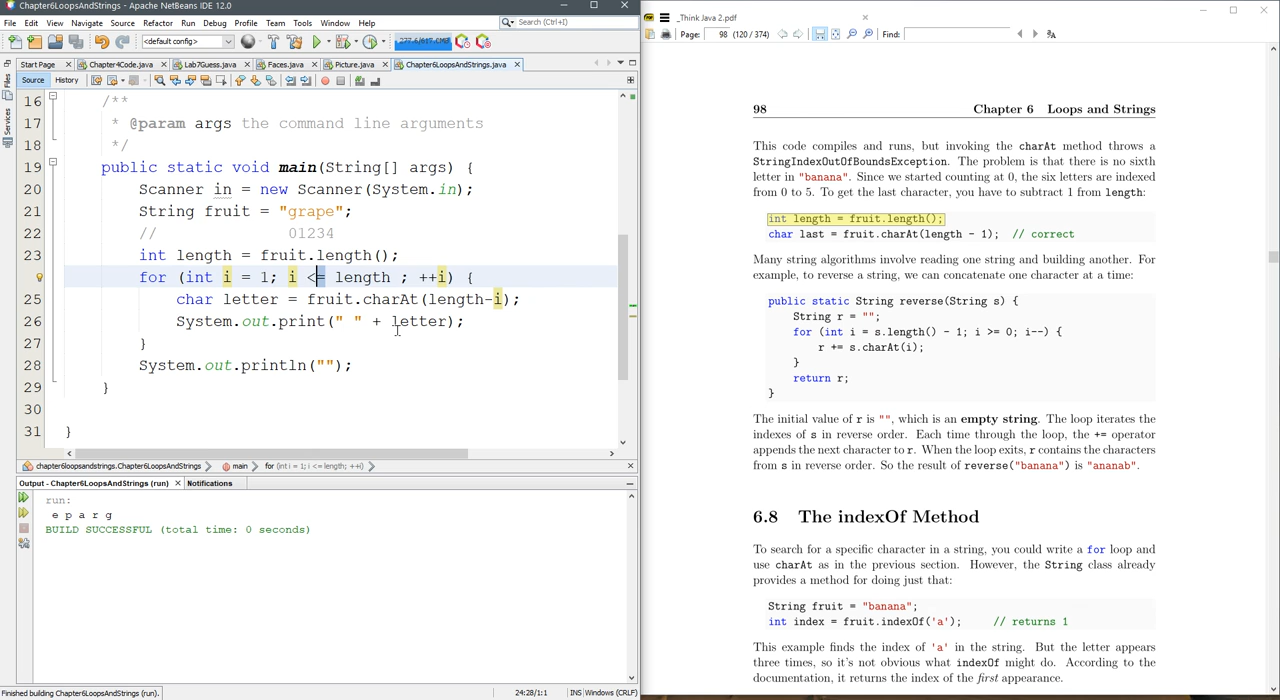 Chapter6LoopsAndStrings - Apache NetBeans IDE 12.0
File Edit View Navigate Source Refactor Run Debug Profile Team Tools Window Help
Search (Ctrl+I)
<default config>
Start Page
Chapter4Code.java
Lab7Guess.java
Faces.java
Picture.java
Chapter6LoopsAndStrings.java
Source History
Files
Services
16 /**
17 * @param args the command line arguments
18 */
19 public static void main(String[] args) {
20 Scanner in = new Scanner(System.in);
21 String fruit = "grape";
22 // 01234
23 int length = fruit.length();
for (int i = 1; i <= length ; ++i) {
25 char letter = fruit.charAt(length-i);
26 System.out.print(" " + letter);
27 }
28 System.out.println("");
29 }
30
31 }
chapter6loopsandstrings.Chapter6LoopsAndStrings
main
for (int i = 1; i <= length; ++i)
Output - Chapter6LoopsAndStrings (run)
Notifications
run:
e p a r g
BUILD SUCCESSFUL (total time: 0 seconds)
Finished building Chapter6LoopsAndStrings (run).
24:28/1:1 INS Windows (CRLF)
_Think Java 2.pdf
Page: 98 (120 / 374)
Find:
98 Chapter 6 Loops and Strings
This code compiles and runs, but invoking the charAt method throws a
StringIndexOutOfBoundsException. The problem is that there is no sixth
letter in "banana". Since we started counting at 0, the six letters are indexed
from 0 to 5. To get the last character, you have to subtract 1 from length:
int length = fruit.length();
char last = fruit.charAt(length - 1); // correct
Many string algorithms involve reading one string and building another. For
example, to reverse a string, we can concatenate one character at a time:
public static String reverse(String s) {
String r = "";
for (int i = s.length() - 1; i >= 0; i--) {
r += s.charAt(i);
}
return r;
}
The initial value of r is "", which is an empty string. The loop iterates the
indexes of s in reverse order. Each time through the loop, the += operator
appends the next character to r. When the loop exits, r contains the characters
from s in reverse order. So the result of reverse("banana") is "ananab".
6.8 The indexOf Method
To search for a specific character in a string, you could write a for loop and
use charAt as in the previous section. However, the String class already
provides a method for doing just that:
String fruit = "banana";
int index = fruit.indexOf('a'); // returns 1
This example finds the index of 'a' in the string. But the letter appears
three times, so it's not obvious what indexOf might do. According to the
documentation, it returns the index of the first appearance.